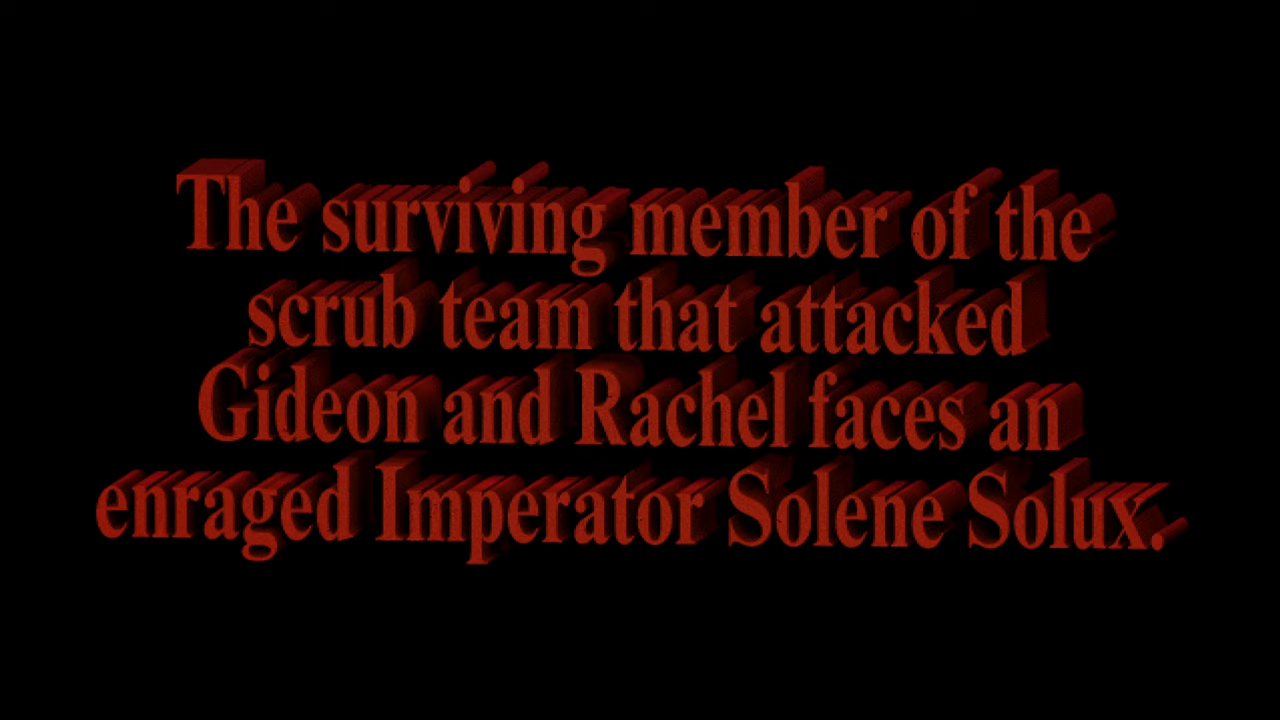 The surviving member of the
scrub team that attacked
Gideon and Rachel faces an
enraged Imperator Solene Solux.